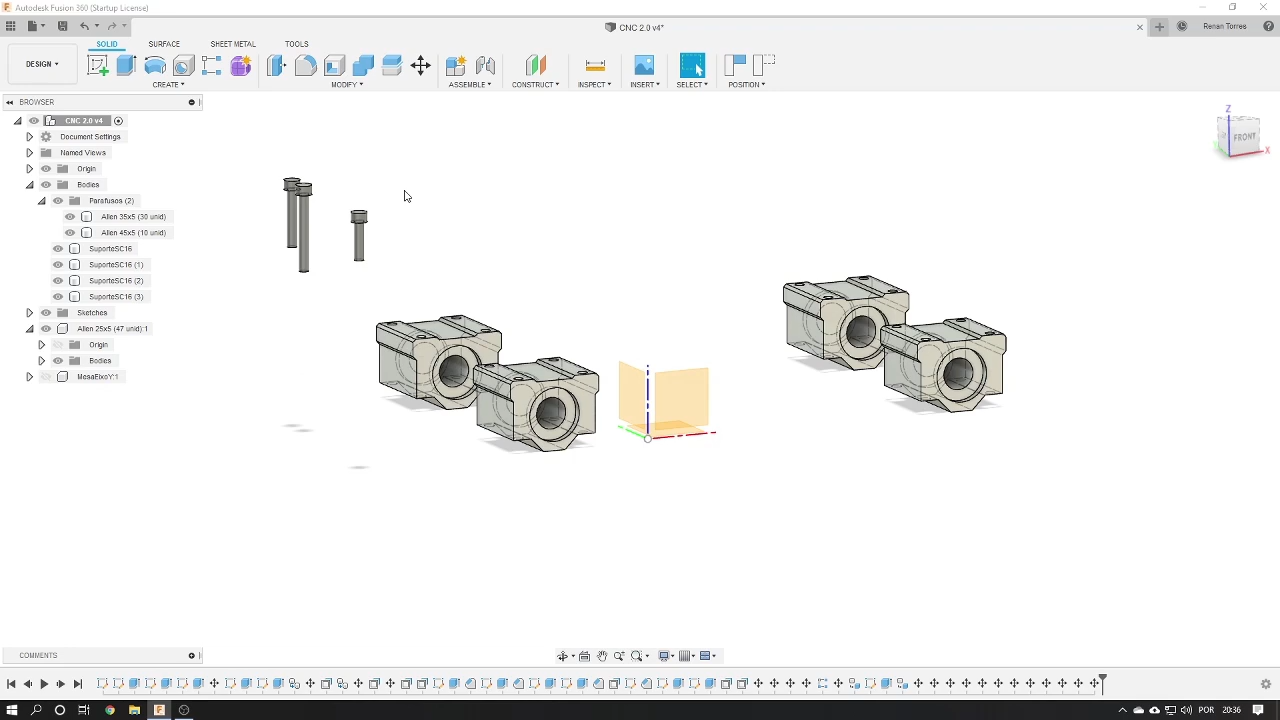 Autodesk Fusion 360 (Startup License)
CNC 2.0 v4*
Renan Torres
SOLID SURFACE SHEET METAL TOOLS
DESIGN
CREATE MODIFY ASSEMBLE CONSTRUCT INSPECT INSERT SELECT POSITION
BROWSER
CNC 2.0 v4
Document Settings
Named Views
Origin
Bodies
Parafusos (2)
Allen 35x5 (30 unid)
Allen 45x5 (10 unid)
SuporteSC16
SuporteSC16 (1)
SuporteSC16 (2)
SuporteSC16 (3)
Sketches
Allen 25x5 (47 unid):1
Origin
Bodies
MesaEixoY:1
Z
FRONT
X
COMMENTS
POR 20:36